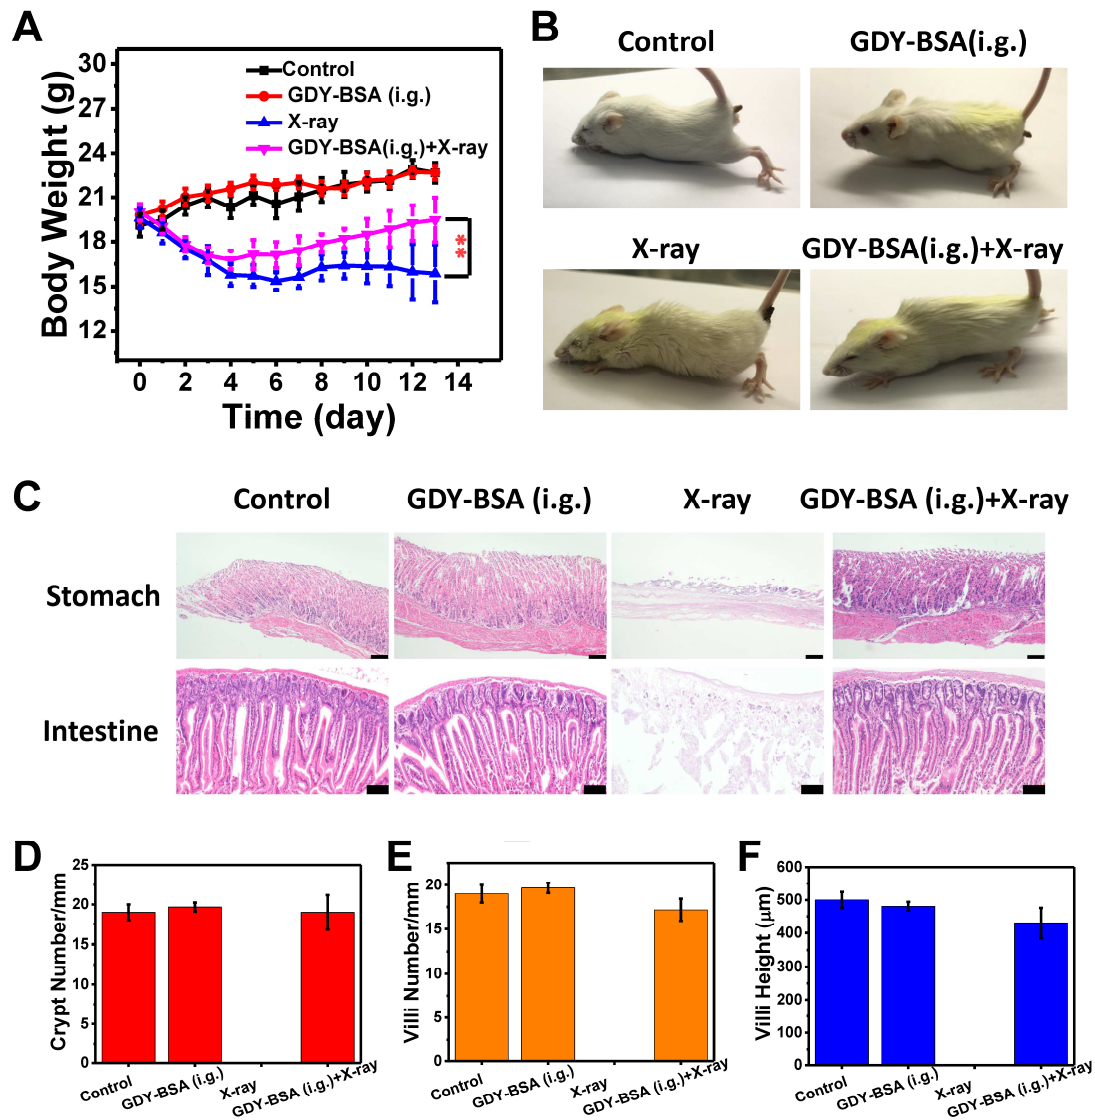 A
Body Weight (g)
30
27
24
21
18
15
12
Control
GDY-BSA (i.g.)
X-ray
GDY-BSA(i.g.)+X-ray
**
0 2 4 6 8 10 12 14
Time (day)
B
Control
GDY-BSA(i.g.)
X-ray
GDY-BSA(i.g.)+X-ray
C
Control
GDY-BSA (i.g.)
X-ray
GDY-BSA (i.g.)+X-ray
Stomach
Intestine
D
Crypt Number/mm
25
20
15
10
5
0
Control
GDY-BSA (i.g.)
X-ray
GDY-BSA (i.g.)+X-ray
E
Villi Number/mm
20
15
10
5
0
Control
GDY-BSA (i.g.)
X-ray
GDY-BSA (i.g.)+X-ray
F
Villi Height (μm)
600
500
400
300
200
100
0
Control
GDY-BSA (i.g.)
X-ray
GDY-BSA (i.g.)+X-ray